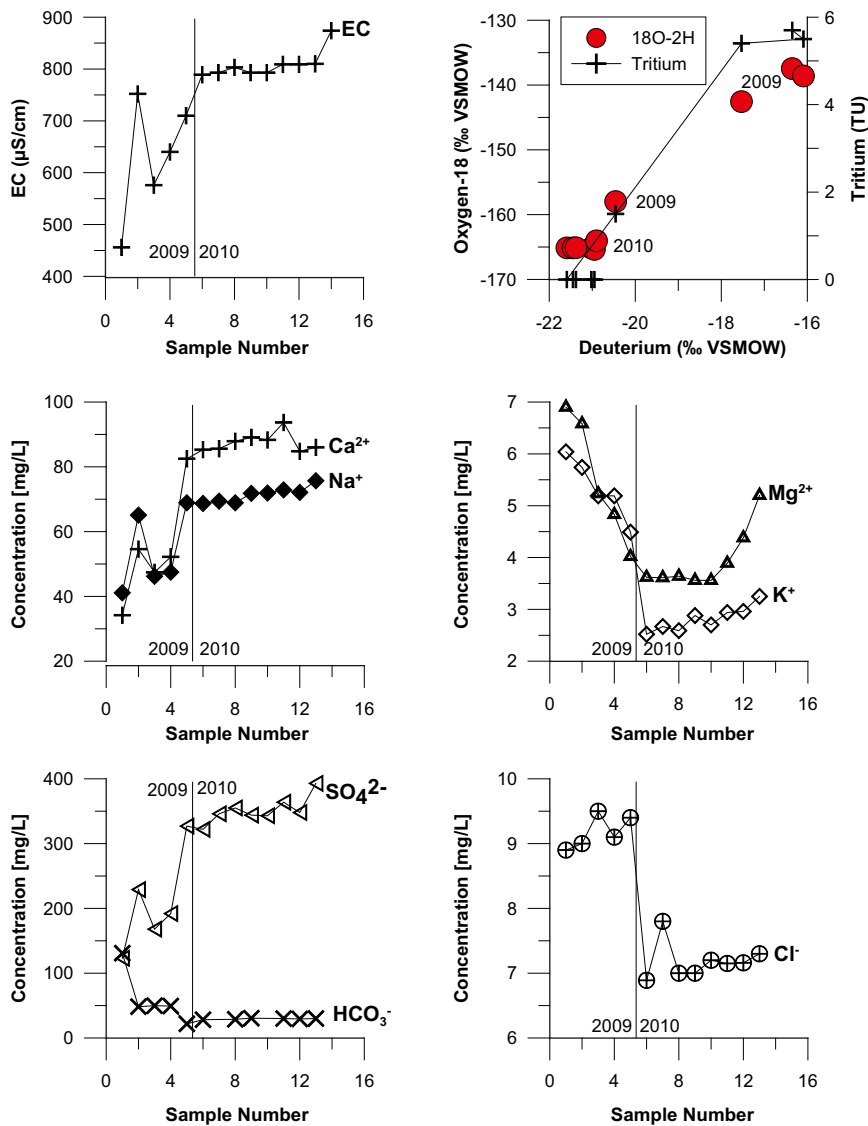 900
800
700
600
500
400
EC (µS/cm)
EC
2009 2010
0 4 8 12 16
Sample Number
-130
-140
-150
-160
-170
Oxygen-18 (‰ VSMOW)
18O-2H
Tritium
2009
2009
2010
6
4
2
0
Tritium (TU)
-22 -20 -18 -16
Deuterium (‰ VSMOW)
100
80
60
40
20
Concentration [mg/L]
Ca²⁺
Na⁺
2009 2010
0 4 8 12 16
Sample Number
7
6
5
4
3
2
Concentration [mg/L]
Mg²⁺
K⁺
2009 2010
0 4 8 12 16
Sample Number
400
300
200
100
0
Concentration [mg/L]
2009 2010
SO₄²⁻
HCO₃⁻
0 4 8 12 16
Sample Number
10
9
8
7
6
Concentration [mg/L]
Cl⁻
2009 2010
0 4 8 12 16
Sample Number